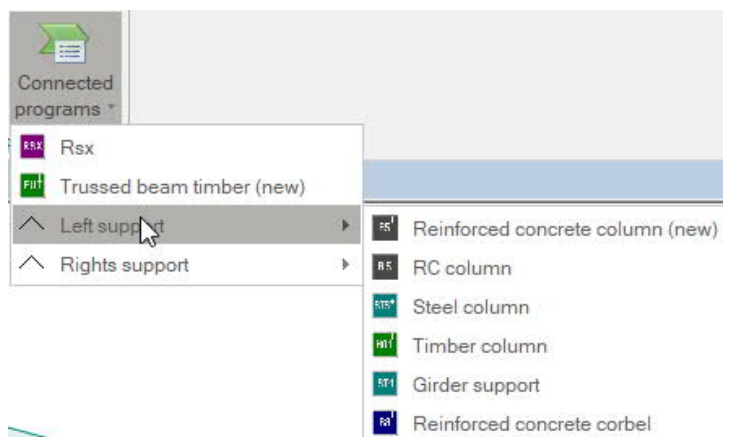 Connected
programs
RSX Rsx
Trussed beam timber (new)
Left support
Rights support
Reinforced concrete column (new)
RC column
Steel column
Timber column
Girder support
Reinforced concrete corbel